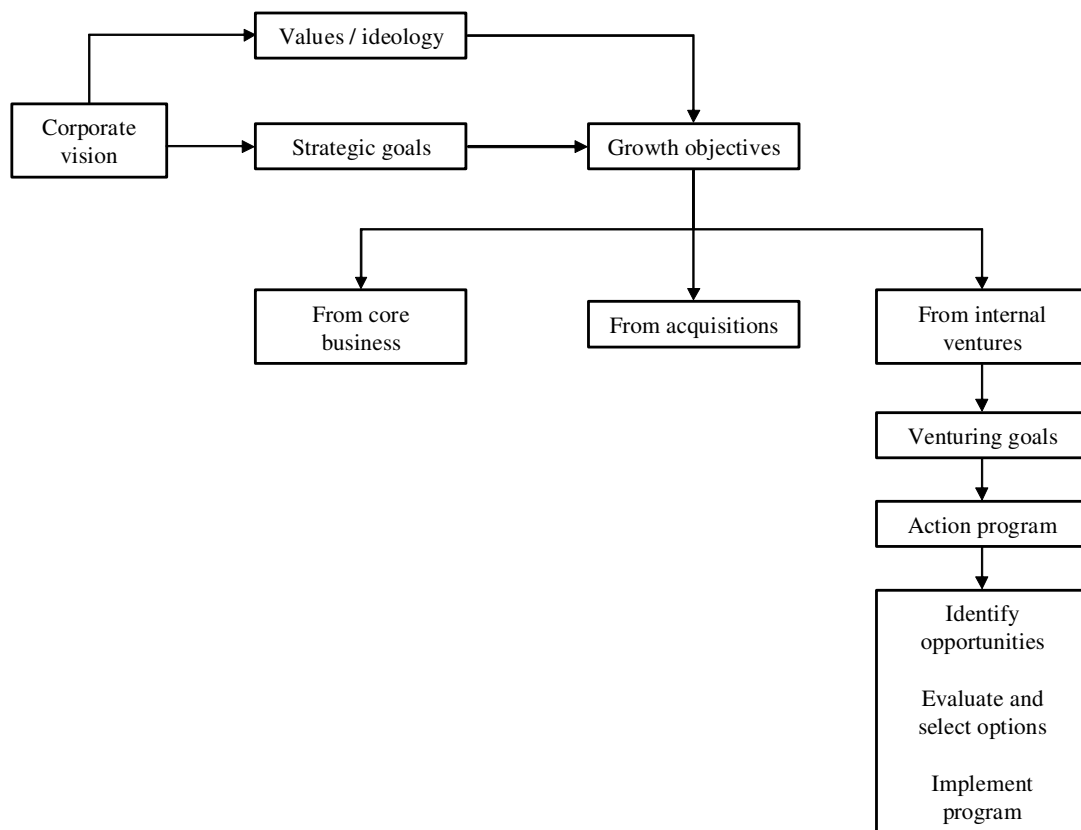 Values / ideology
Corporate
vision
Strategic goals
Growth objectives
From core
business
From acquisitions
From internal
ventures
Venturing goals
Action program
Identify
opportunities
Evaluate and
select options
Implement
program